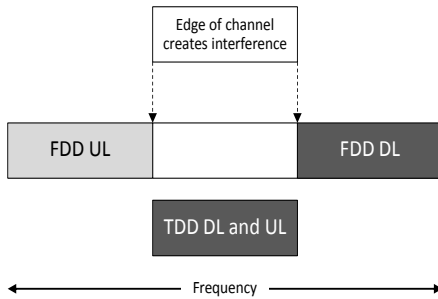 Edge of channel
creates interference
FDD UL
FDD DL
TDD DL and UL
Frequency